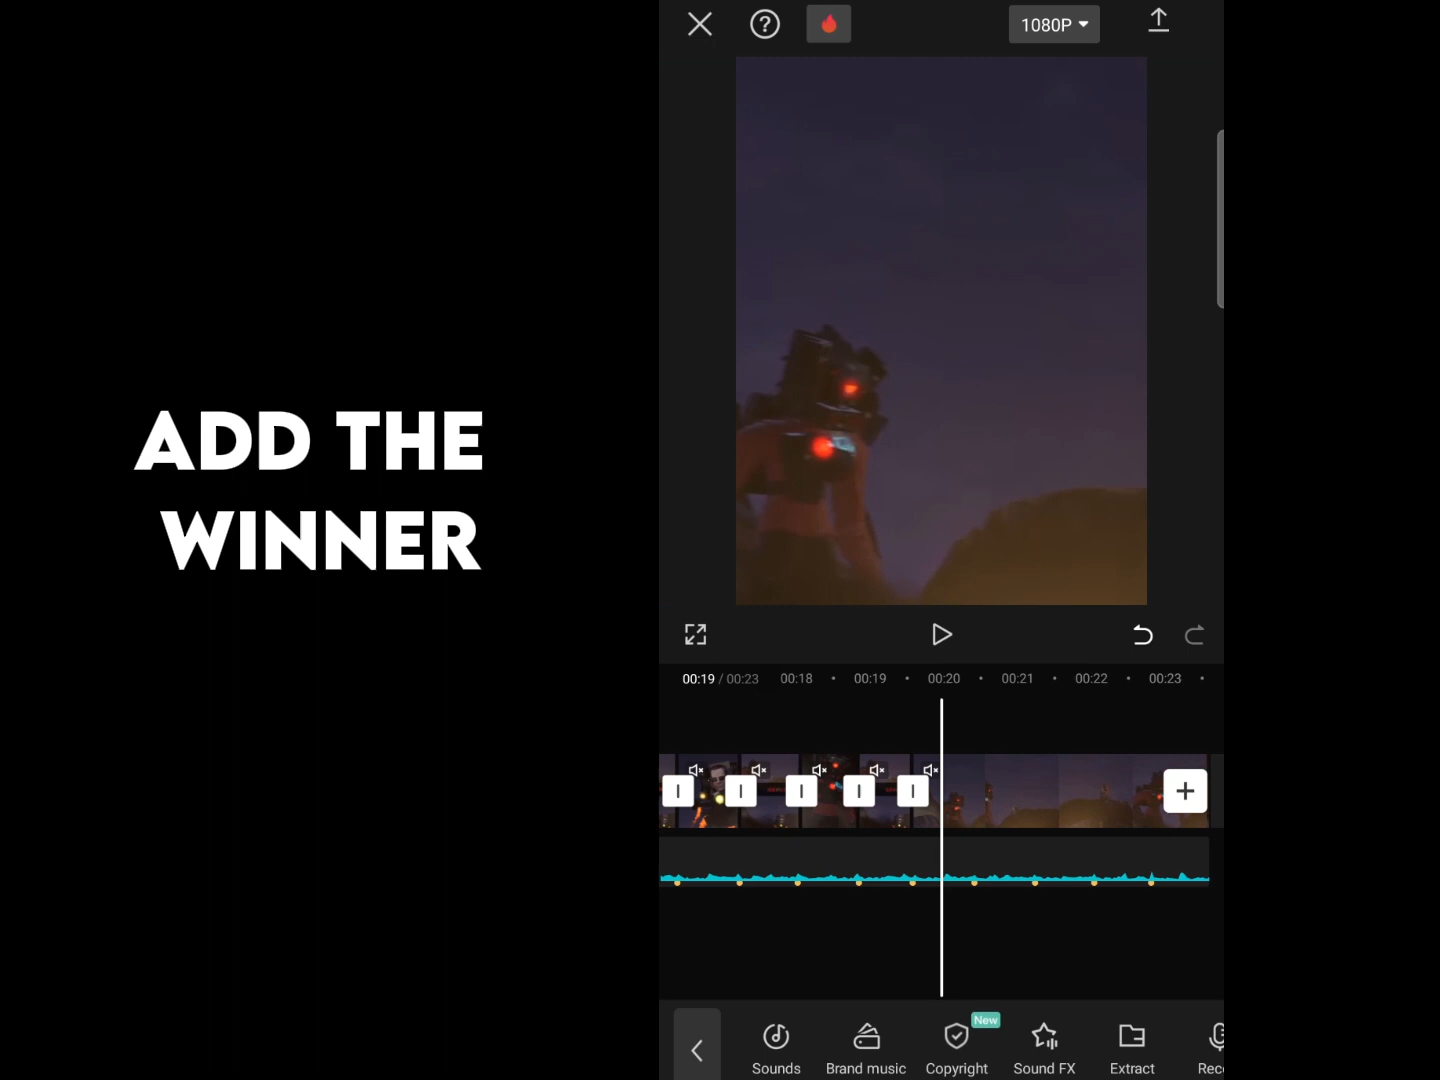 1080P
ADD THE
WINNER
00:19 / 00:23 00:18 00:19 00:20 00:21 00:22 00:23
New
Sounds Brand music Copyright Sound FX Extract Rec